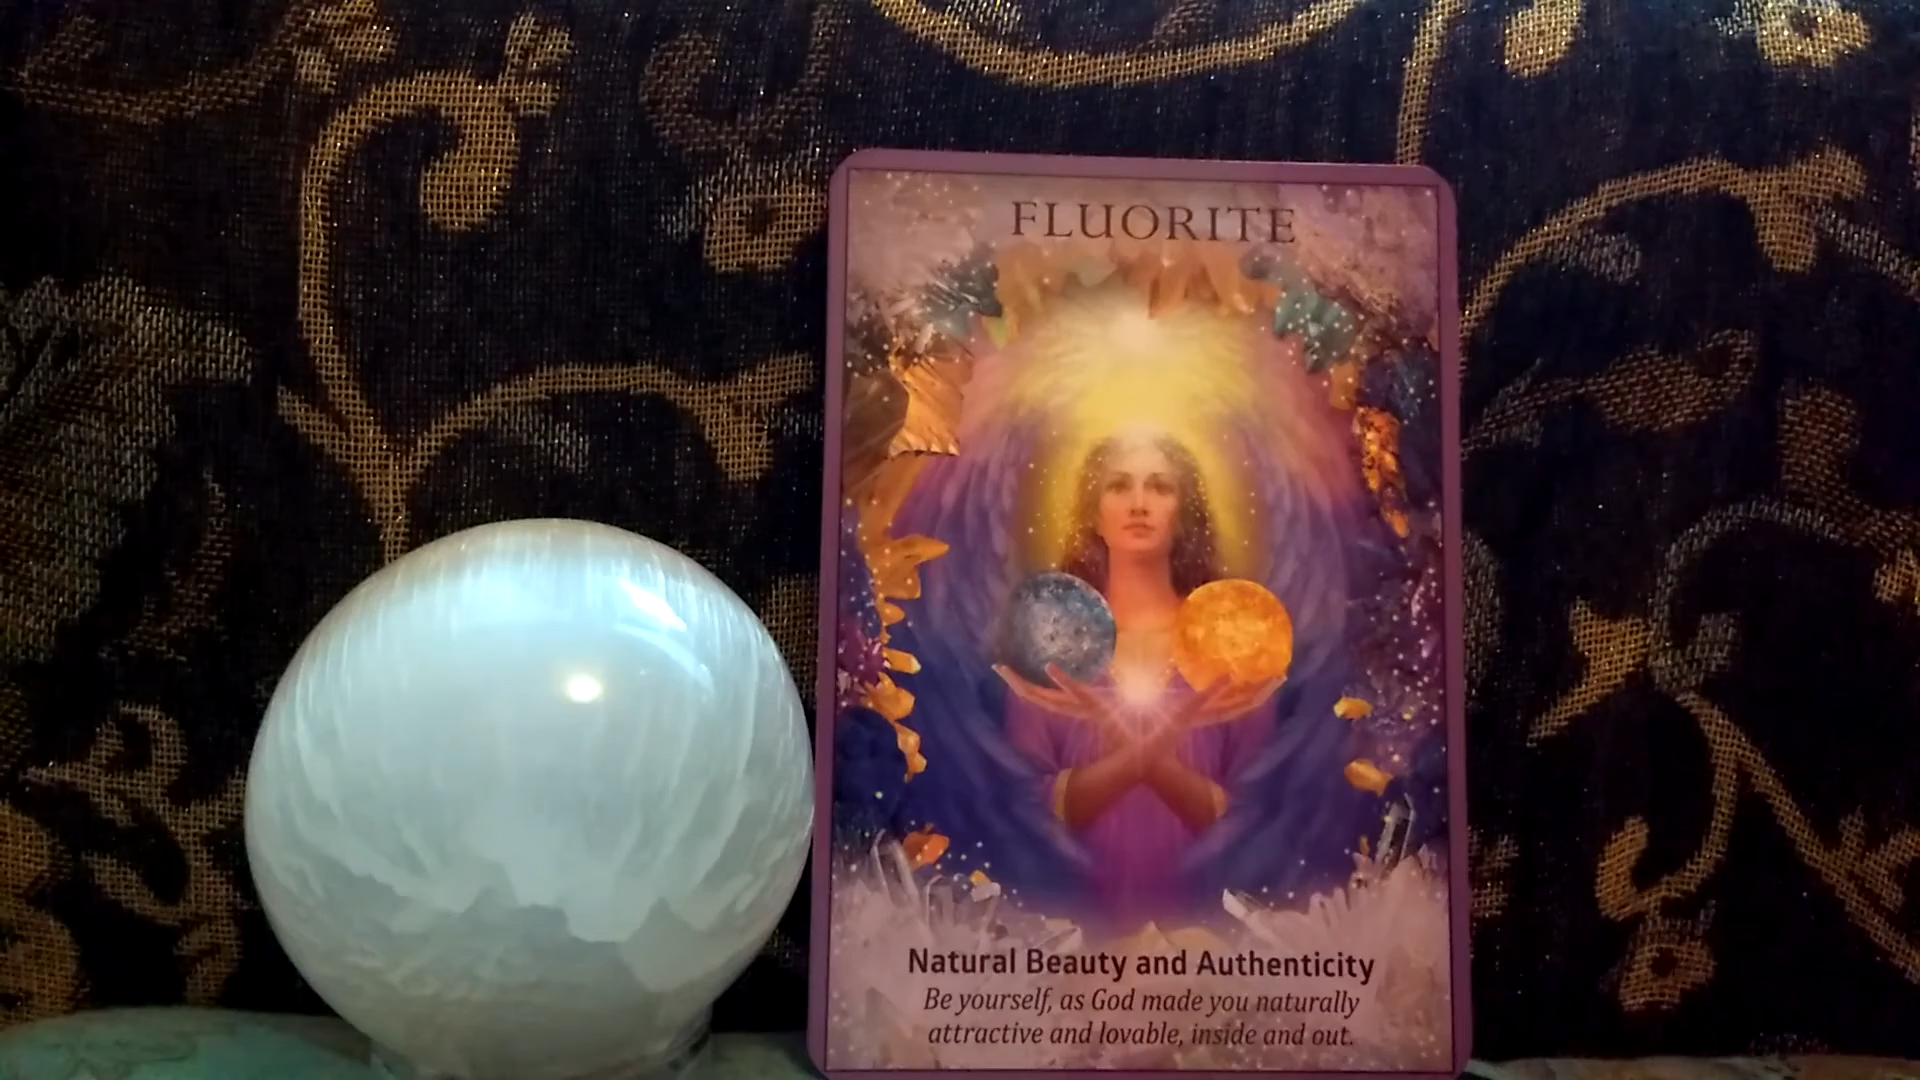 FLUORITE
Natural Beauty and Authenticity
Be yourself, as God made you naturally
attractive and lovable, inside and out.